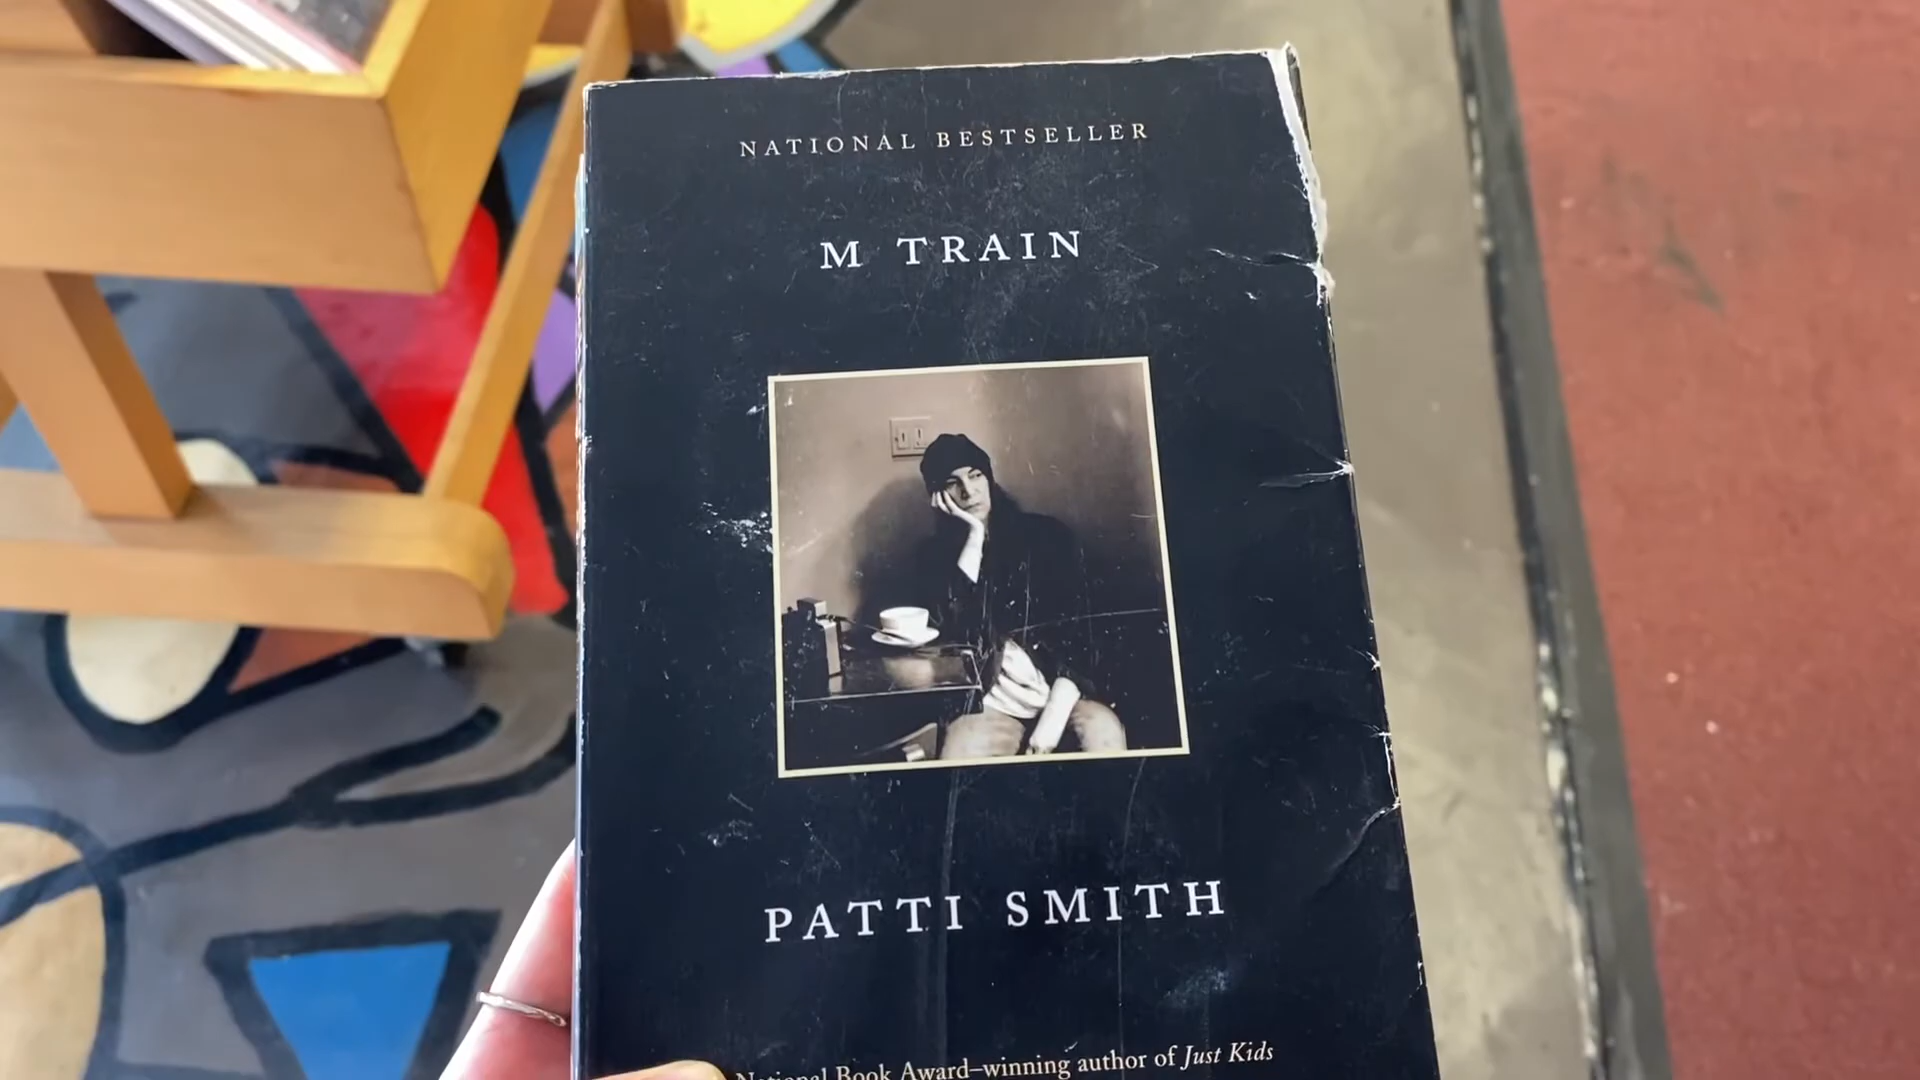 NATIONAL BESTSELLER
M TRAIN
PATTI SMITH
National Book Award–winning author of Just Kids